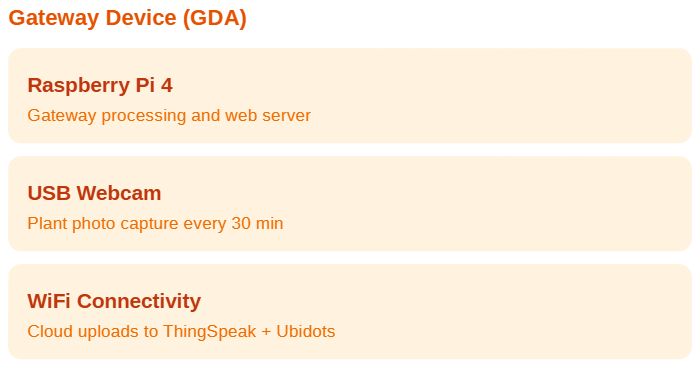 Gateway Device (GDA)
Raspberry Pi 4
Gateway processing and web server
USB Webcam
Plant photo capture every 30 min
WiFi Connectivity
Cloud uploads to ThingSpeak + Ubidots